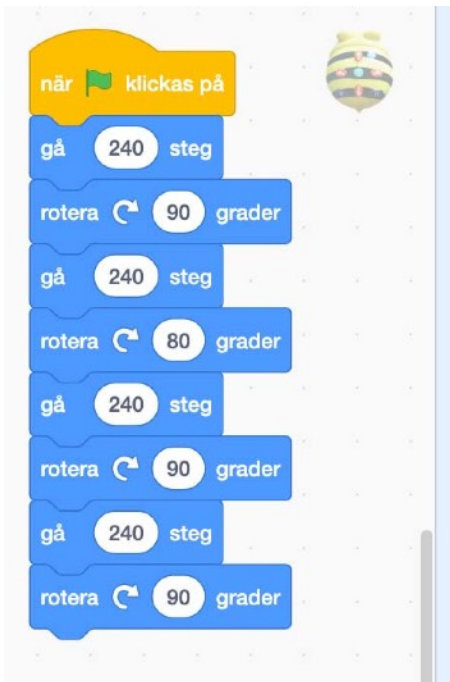 när klickas på
gå 240 steg
rotera 90 grader
gå 240 steg
rotera 80 grader
gå 240 steg
rotera 90 grader
gå 240 steg
rotera 90 grader